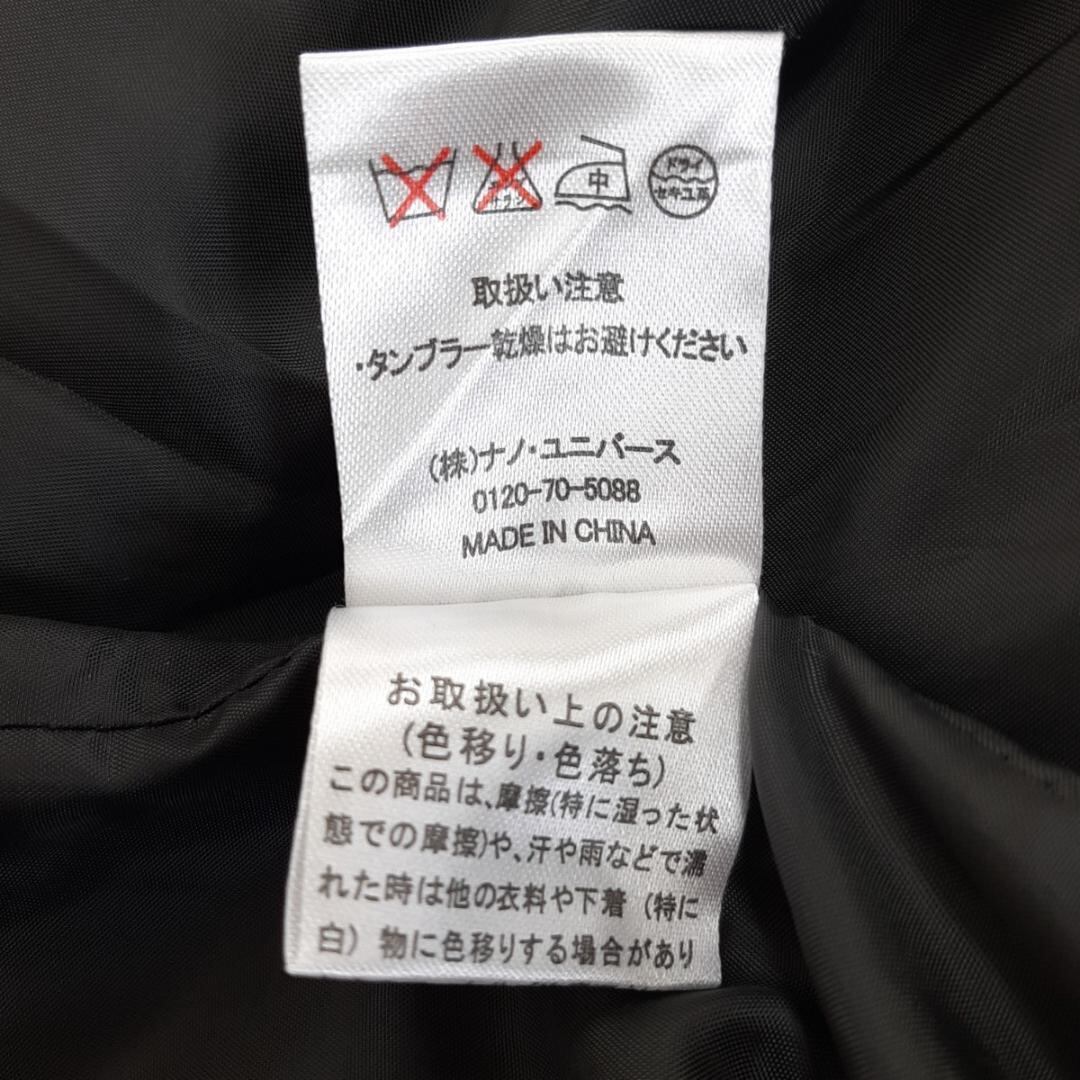 中
ドライ
セキユ系
取扱い注意
・タンブラー乾燥はお避けください
(株)ナノ・ユニバース
0120-70-5088
MADE IN CHINA
お取扱い上の注意
(色移り・色落ち)
この商品は、摩擦(特に湿った状
態での摩擦)や、汗や雨などで濡
れた時は他の衣料や下着(特に
白)物に色移りする場合があり